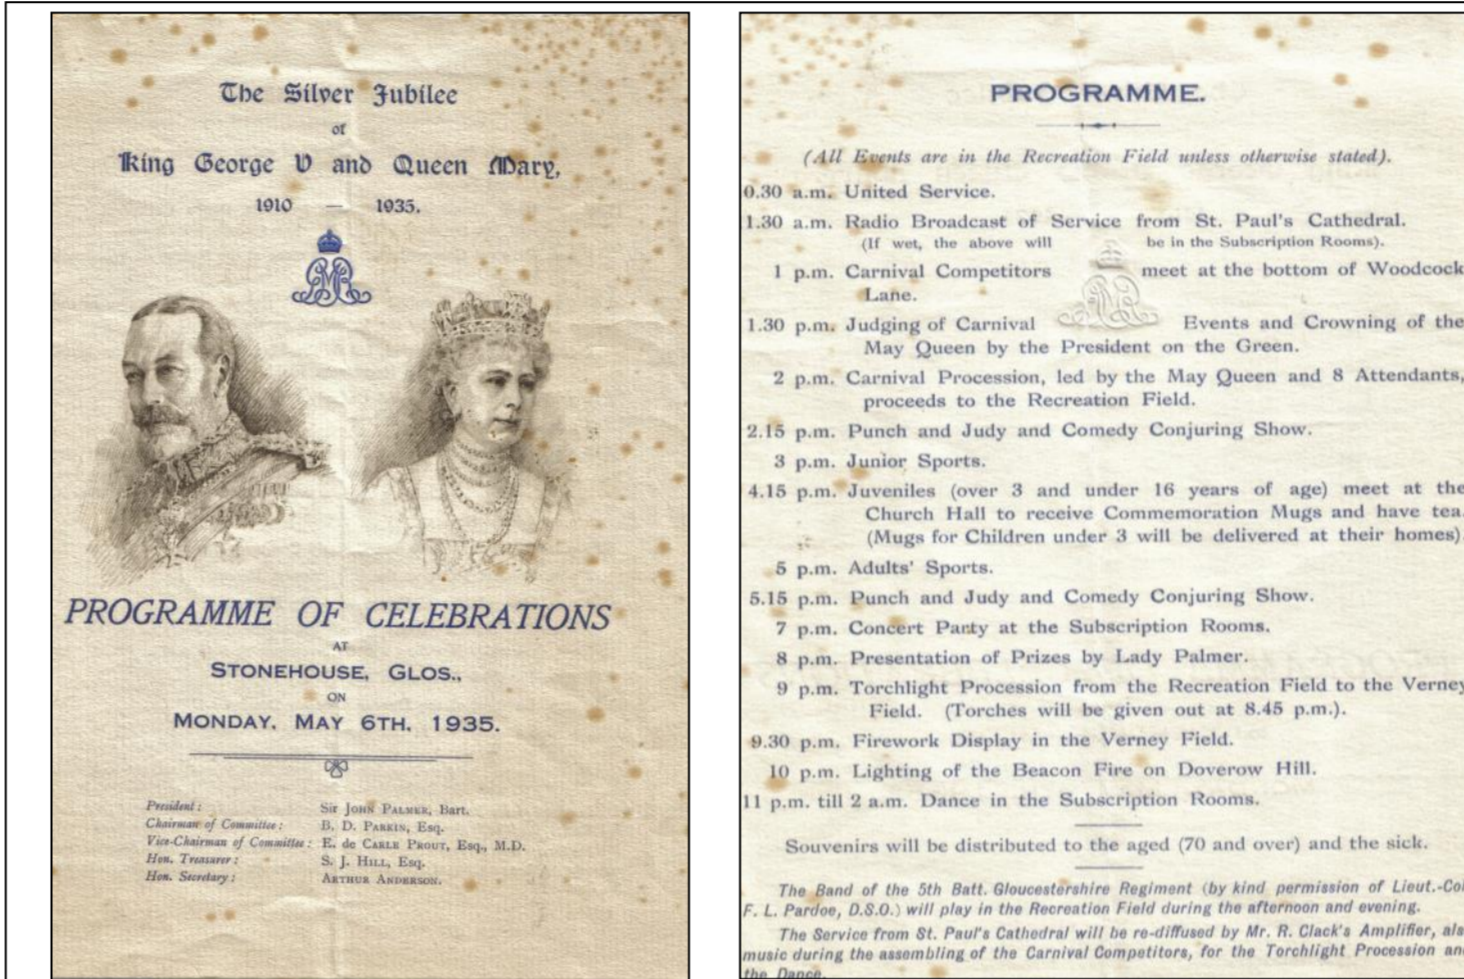 The Silver Jubilee
of
King George V and Queen Mary,
1910 — 1935.
PROGRAMME OF CELEBRATIONS
AT
STONEHOUSE, GLOS.,
ON
MONDAY, MAY 6TH, 1935.
President: Sir JOHN PALMER, Bart.
Chairman of Committee: B. D. PARKIN, Esq.
Vice-Chairman of Committee: E. de CARLE PROUT, Esq., M.D.
Hon. Treasurer: S. J. HILL, Esq.
Hon. Secretary: ARTHUR ANDERSON.
PROGRAMME.
(All Events are in the Recreation Field unless otherwise stated).
0.30 a.m. United Service.
1.30 a.m. Radio Broadcast of Service from St. Paul's Cathedral.
(If wet, the above will be in the Subscription Rooms).
1 p.m. Carnival Competitors meet at the bottom of Woodcock
Lane.
1.30 p.m. Judging of Carnival Events and Crowning of the
May Queen by the President on the Green.
2 p.m. Carnival Procession, led by the May Queen and 8 Attendants,
proceeds to the Recreation Field.
2.15 p.m. Punch and Judy and Comedy Conjuring Show.
3 p.m. Junior Sports.
4.15 p.m. Juveniles (over 3 and under 16 years of age) meet at the
Church Hall to receive Commemoration Mugs and have tea.
(Mugs for Children under 3 will be delivered at their homes).
5 p.m. Adults' Sports.
5.15 p.m. Punch and Judy and Comedy Conjuring Show.
7 p.m. Concert Party at the Subscription Rooms.
8 p.m. Presentation of Prizes by Lady Palmer.
9 p.m. Torchlight Procession from the Recreation Field to the Verney
Field. (Torches will be given out at 8.45 p.m.).
9.30 p.m. Firework Display in the Verney Field.
10 p.m. Lighting of the Beacon Fire on Doverow Hill.
11 p.m. till 2 a.m. Dance in the Subscription Rooms.
Souvenirs will be distributed to the aged (70 and over) and the sick.
The Band of the 5th Batt. Gloucestershire Regiment (by kind permission of Lieut.-Col
F. L. Pardoe, D.S.O.) will play in the Recreation Field during the afternoon and evening.
The Service from St. Paul's Cathedral will be re-diffused by Mr. R. Clack's Amplifier, als
music during the assembling of the Carnival Competitors, for the Torchlight Procession an
the Dance.